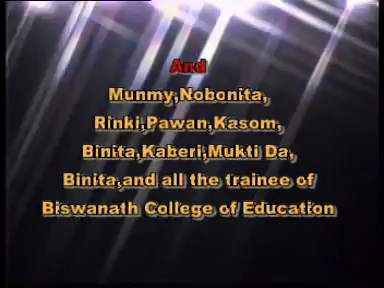 And
Munmy,Nobonita,
Rinki,Pawan,Kasom,
Binita,Kaberi,Mukti Da,
Binita,and all the trainee of
Biswanath College of Education